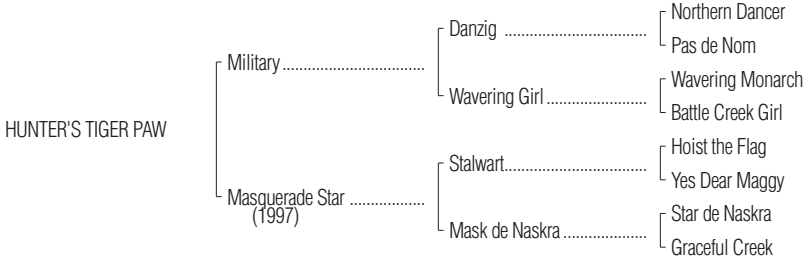 HUNTER'S TIGER PAW
Military
Masquerade Star
(1997)
Danzig
Wavering Girl
Stalwart
Mask de Naskra
Northern Dancer
Pas de Nom
Wavering Monarch
Battle Creek Girl
Hoist the Flag
Yes Dear Maggy
Star de Naskra
Graceful Creek